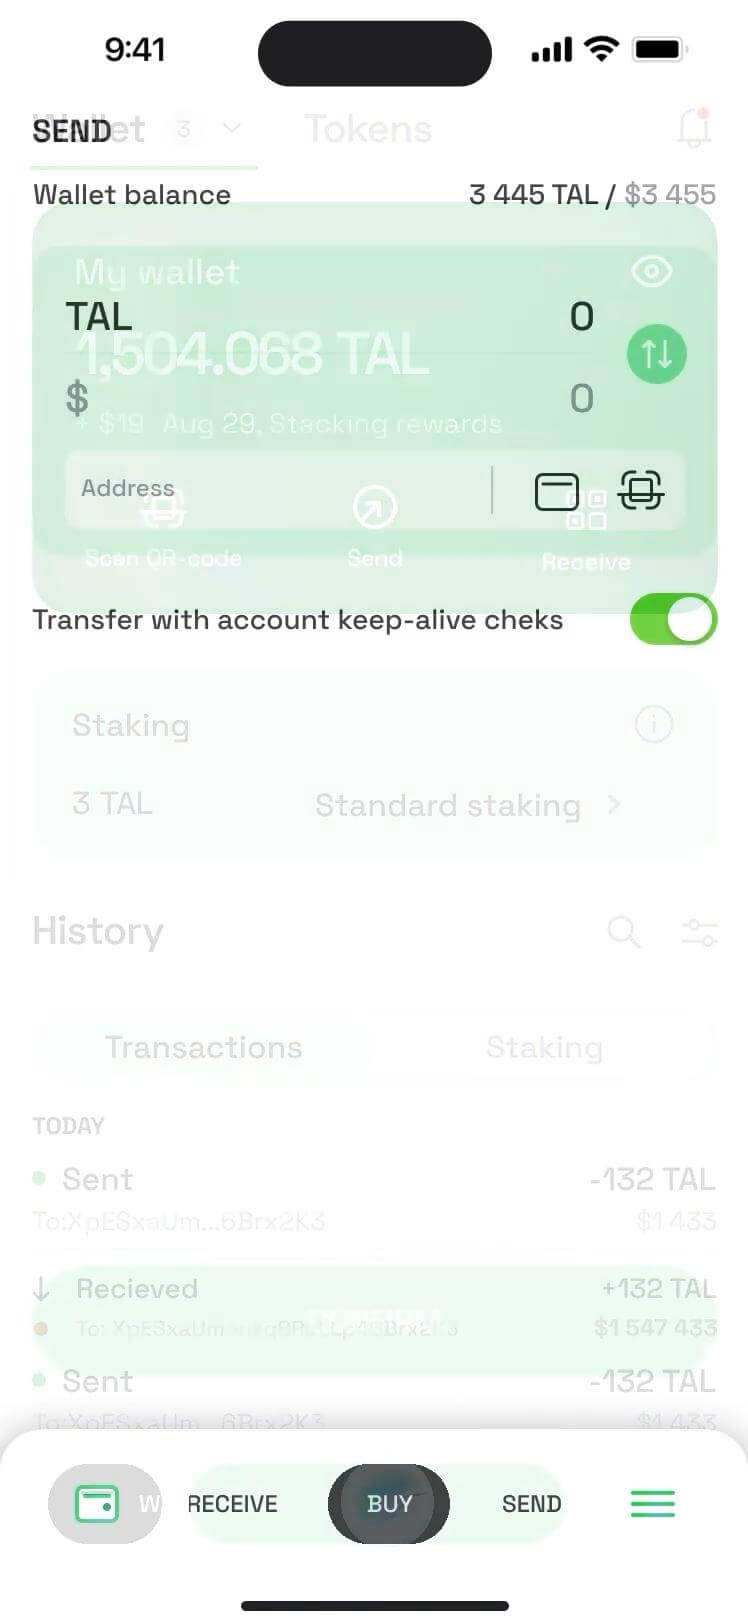 9:41
SEND
Wallet 3 Tokens
Wallet balance 3 445 TAL / $3 455
My wallet
TAL 0
1,504.068 TAL
$ 0
+ $19 Aug 29, Stacking rewards
Address
Scan QR-code Send Receive
Transfer with account keep-alive cheks
Staking
3 TAL Standard staking
History
Transactions Staking
TODAY
Sent -132 TAL
To:XpESxaUm...6Brx2K3 $1 433
Recieved +132 TAL
To: $1 547 433
Sent -132 TAL
To:XpESxaUm...6Brx2K3 $1 433
W RECEIVE BUY SEND